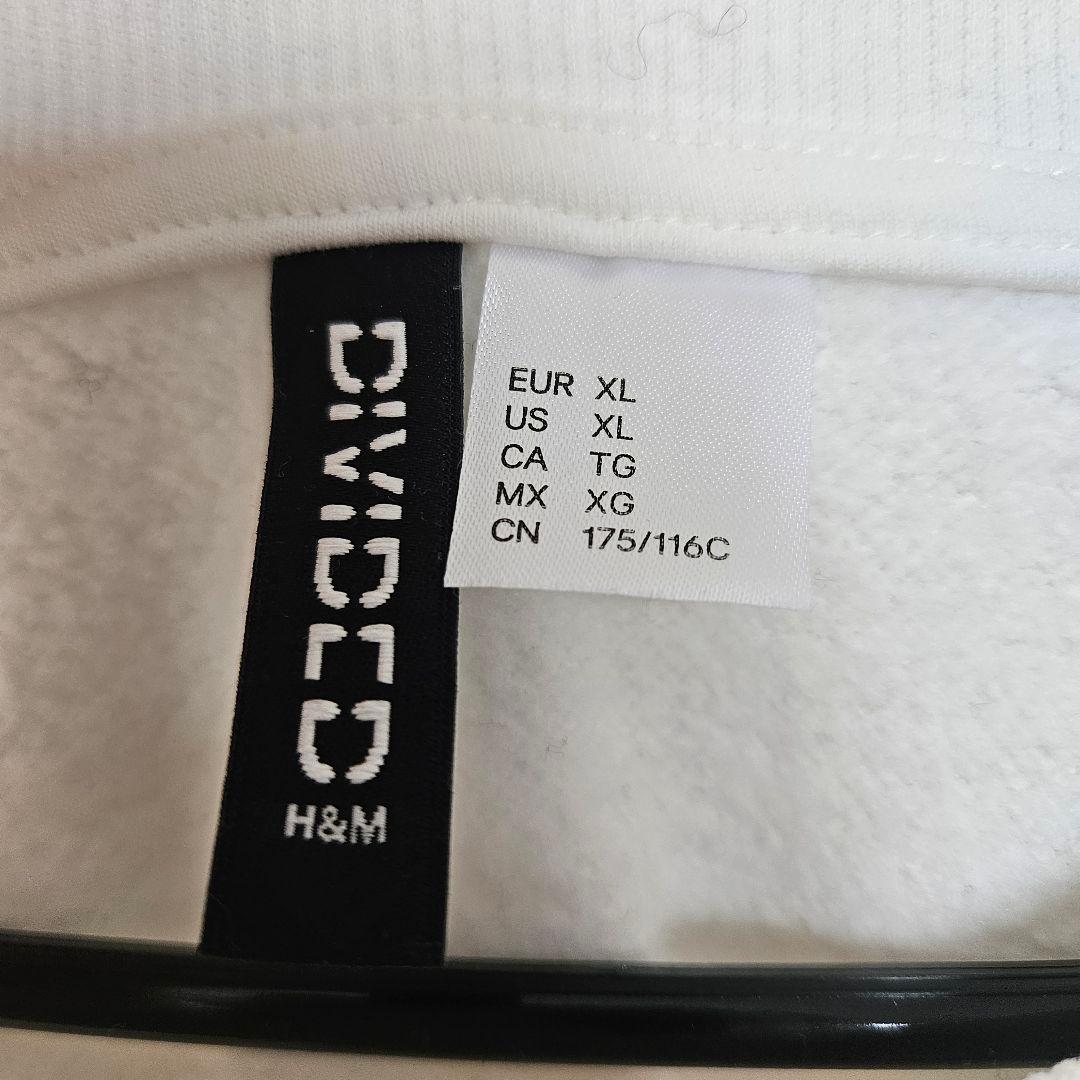 DIVIDED
H&M
EUR XL
US XL
CA TG
MX XG
CN 175/116C